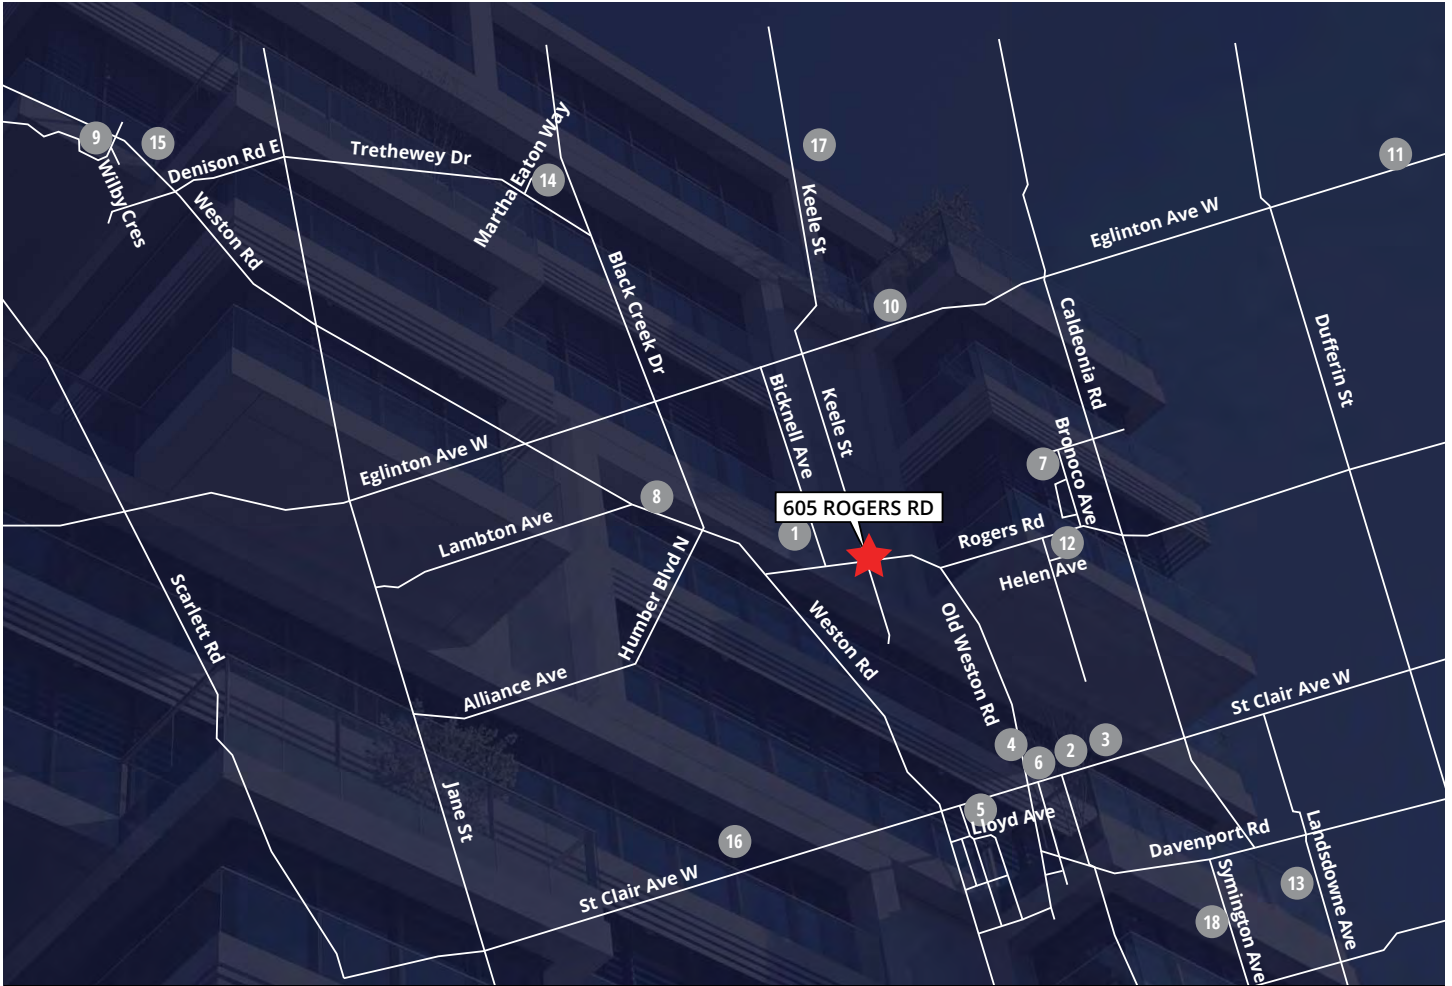 9
15
Denison Rd E
Trethewey Dr
Martha Eaton Way
14
17
11
Wilby Cres
Weston Rd
Keele St
Eglinton Ave W
Black Creek Dr
10
Caldeonia Rd
Dufferin St
Bicknell Ave
Keele St
Eglinton Ave W
7
Bronoco Ave
8
605 ROGERS RD
1
Lambton Ave
Rogers Rd
12
Helen Ave
Humber Blvd N
Scarlett Rd
Weston Rd
Old Weston Rd
Alliance Ave
St Clair Ave W
4
6
2
3
Jane St
5
Lloyd Ave
16
Davenport Rd
Landsdowne Ave
St Clair Ave W
Symington Ave
13
18